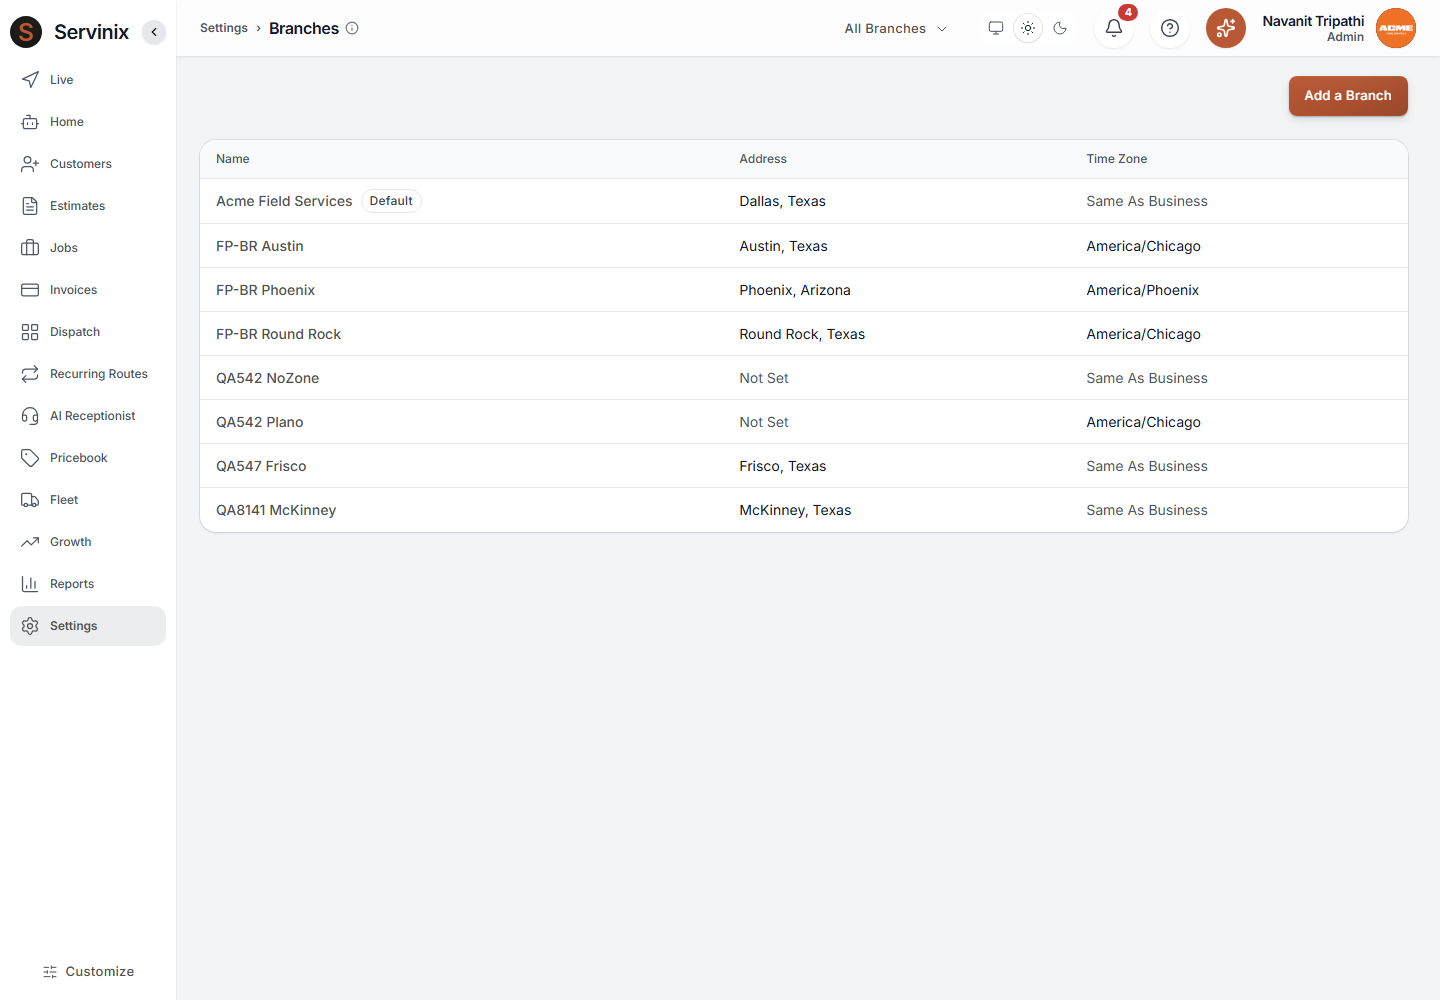 S Servinix
Settings › Branches
All Branches
4
Navanit Tripathi
Admin
ACME
Live
Home
Customers
Estimates
Jobs
Invoices
Dispatch
Recurring Routes
AI Receptionist
Pricebook
Fleet
Growth
Reports
Settings
Customize
Add a Branch
Name Address Time Zone
Acme Field Services Default Dallas, Texas Same As Business
FP-BR Austin Austin, Texas America/Chicago
FP-BR Phoenix Phoenix, Arizona America/Phoenix
FP-BR Round Rock Round Rock, Texas America/Chicago
QA542 NoZone Not Set Same As Business
QA542 Plano Not Set America/Chicago
QA547 Frisco Frisco, Texas Same As Business
QA8141 McKinney McKinney, Texas Same As Business